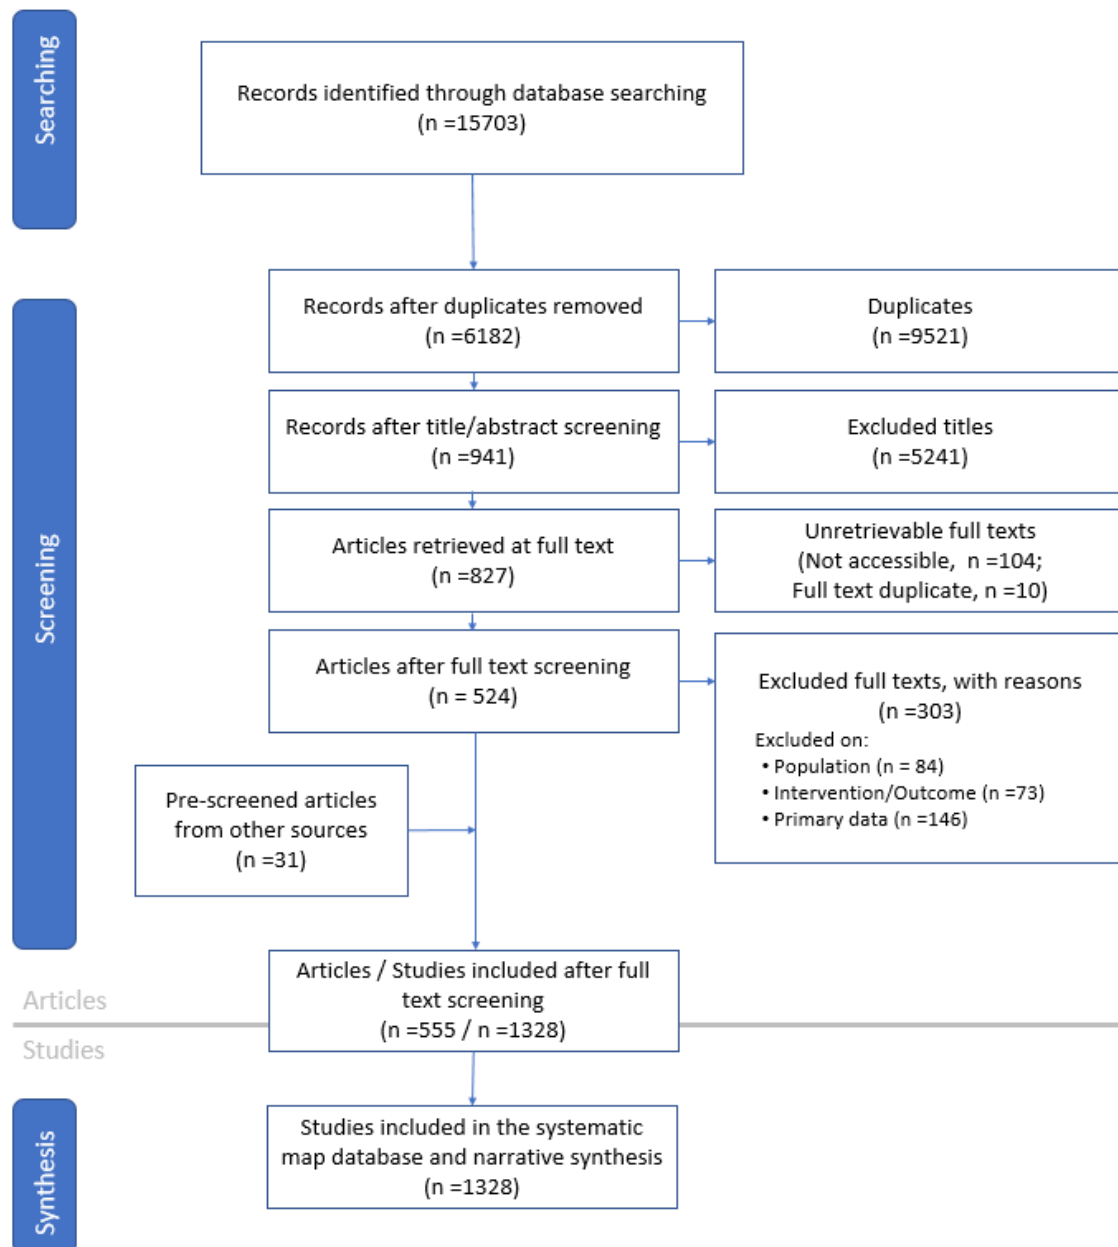 Searching
Records identified through database searching
(n =15703)
Screening
Records after duplicates removed
(n =6182)
Duplicates
(n =9521)
Records after title/abstract screening
(n =941)
Excluded titles
(n =5241)
Articles retrieved at full text
(n =827)
Unretrievable full texts
(Not accessible,  n =104;
Full text duplicate, n =10)
Articles after full text screening
(n = 524)
Excluded full texts, with reasons
(n =303)
Excluded on:
• Population (n = 84)
• Intervention/Outcome (n =73)
• Primary data (n =146)
Pre-screened articles
from other sources
(n =31)
Articles / Studies included after full
text screening
(n =555 / n =1328)
Articles
Studies
Synthesis
Studies included in the systematic
map database and narrative synthesis
(n =1328)